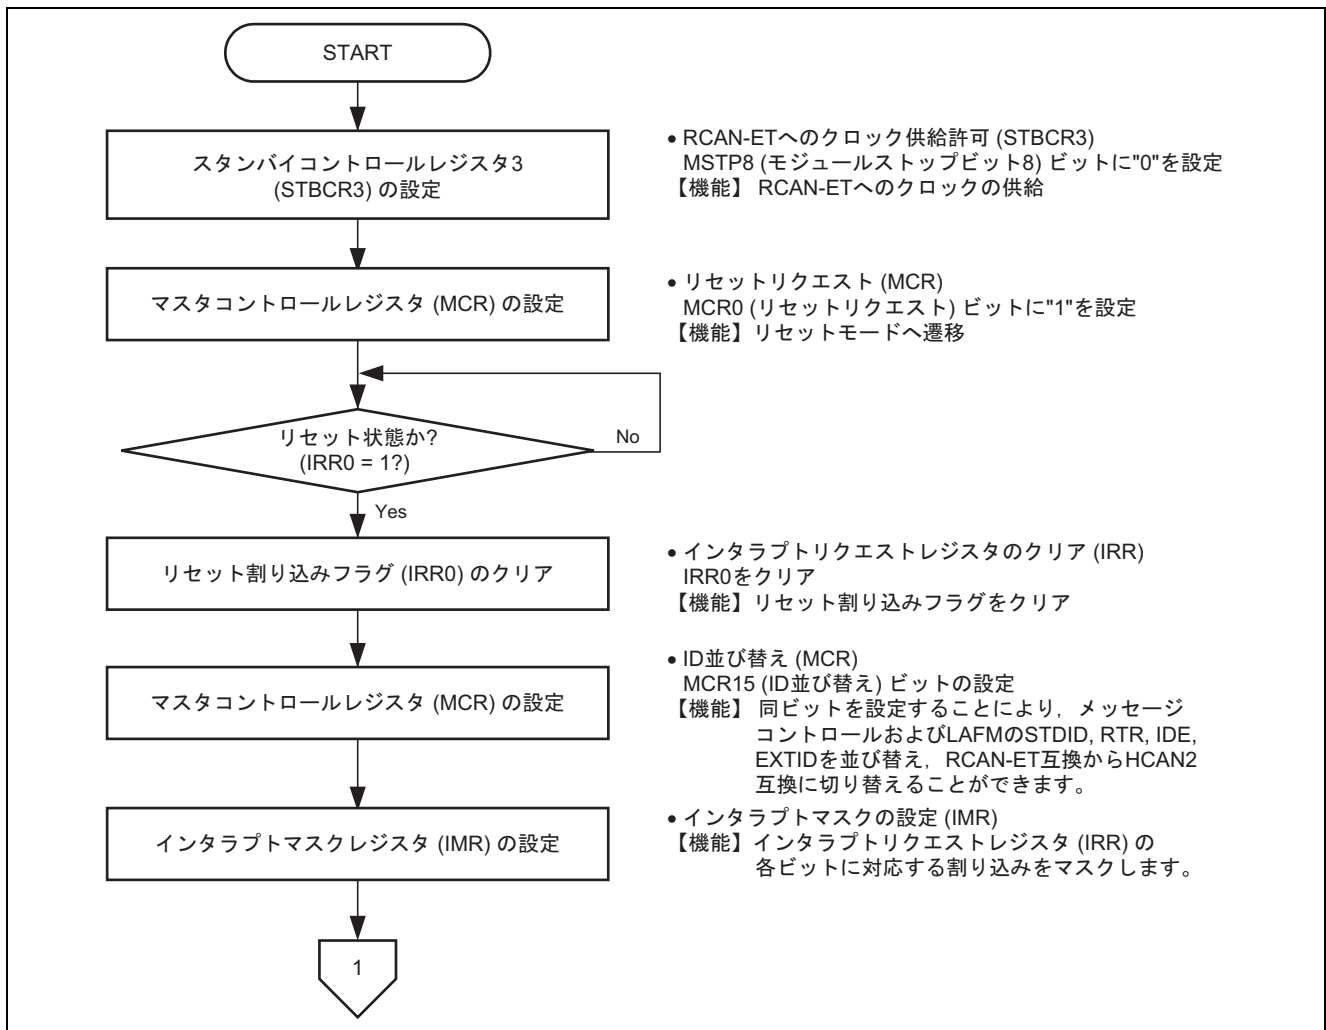 START
スタンバイコントロールレジスタ3
(STBCR3) の設定
• RCAN-ETへのクロック供給許可 (STBCR3)
MSTP8 (モジュールストップビット8) ビットに"0"を設定
【機能】 RCAN-ETへのクロックの供給
マスタコントロールレジスタ (MCR) の設定
• リセットリクエスト (MCR)
MCR0 (リセットリクエスト) ビットに"1"を設定
【機能】リセットモードへ遷移
リセット状態か?
(IRR0 = 1?)
No
Yes
リセット割り込みフラグ (IRR0) のクリア
• インタラプトリクエストレジスタのクリア (IRR)
IRR0をクリア
【機能】リセット割り込みフラグをクリア
マスタコントロールレジスタ (MCR) の設定
• ID並び替え (MCR)
MCR15 (ID並び替え) ビットの設定
【機能】 同ビットを設定することにより，メッセージ
コントロールおよびLAFMのSTDID, RTR, IDE,
EXTIDを並び替え，RCAN-ET互換からHCAN2
互換に切り替えることができます。
インタラプトマスクレジスタ (IMR) の設定
• インタラプトマスクの設定 (IMR)
【機能】インタラプトリクエストレジスタ (IRR) の
各ビットに対応する割り込みをマスクします。
1